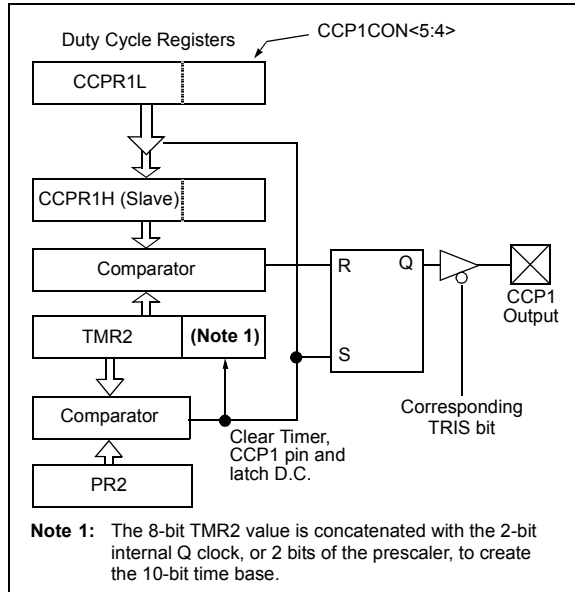 Duty Cycle Registers
CCP1CON<5:4>
CCPR1L
CCPR1H (Slave)
Comparator
R
Q
CCP1
Output
TMR2
(Note 1)
S
Comparator
Clear Timer,
CCP1 pin and
latch D.C.
Corresponding
TRIS bit
PR2
Note 1: The 8-bit TMR2 value is concatenated with the 2-bit
internal Q clock, or 2 bits of the prescaler, to create
the 10-bit time base.